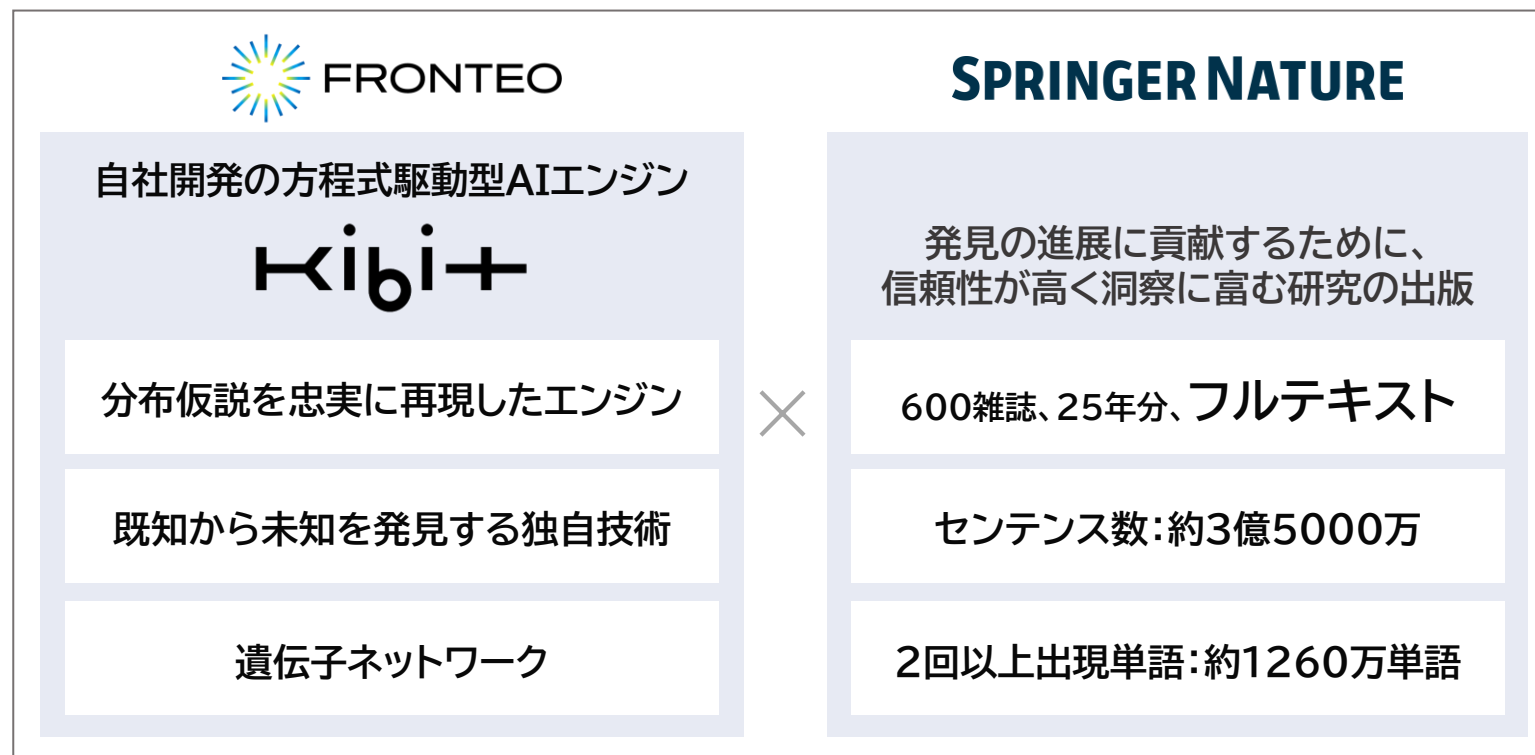 FRONTEO
自社開発の方程式駆動型AIエンジン
KIBIT
分布仮説を忠実に再現したエンジン
既知から未知を発見する独自技術
遺伝子ネットワーク
×
SPRINGER NATURE
発見の進展に貢献するために、
信頼性が高く洞察に富む研究の出版
600雑誌、25年分、フルテキスト
センテンス数：約3億5000万
2回以上出現単語：約1260万単語